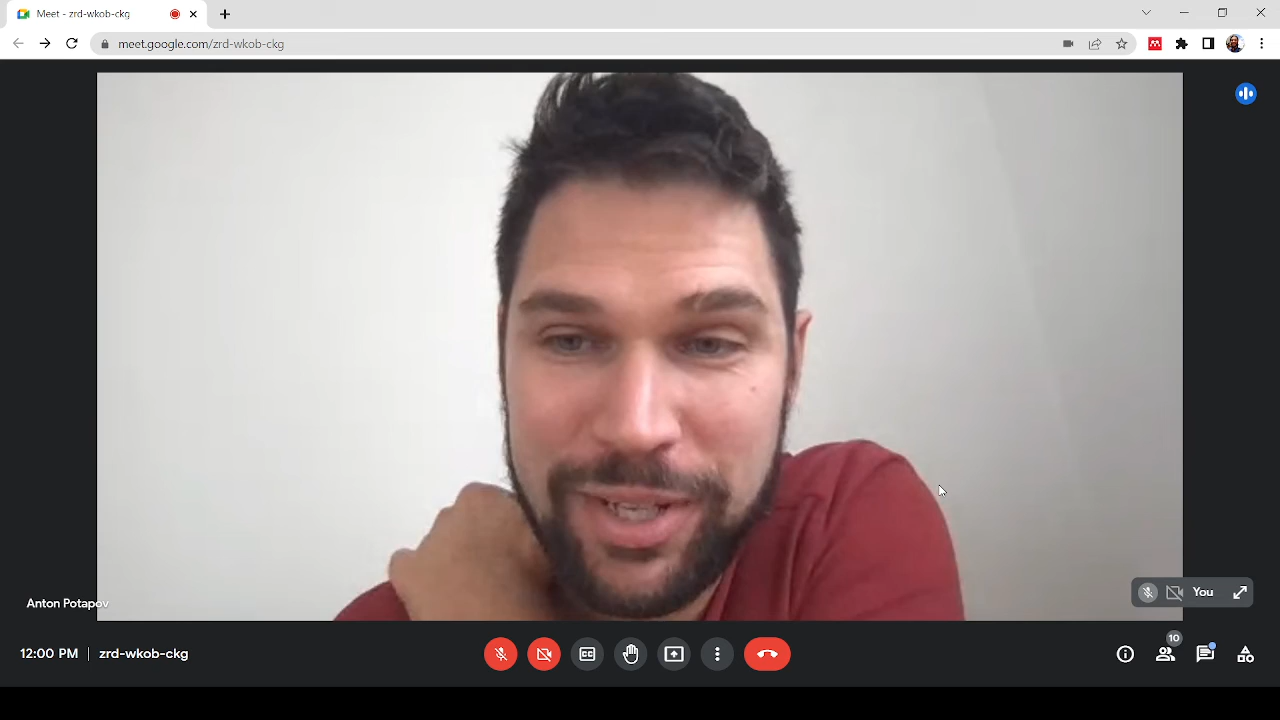 Meet - zrd-wkob-ckg
meet.google.com/zrd-wkob-ckg
Anton Potapov
You
12:00 PM | zrd-wkob-ckg
CC
10